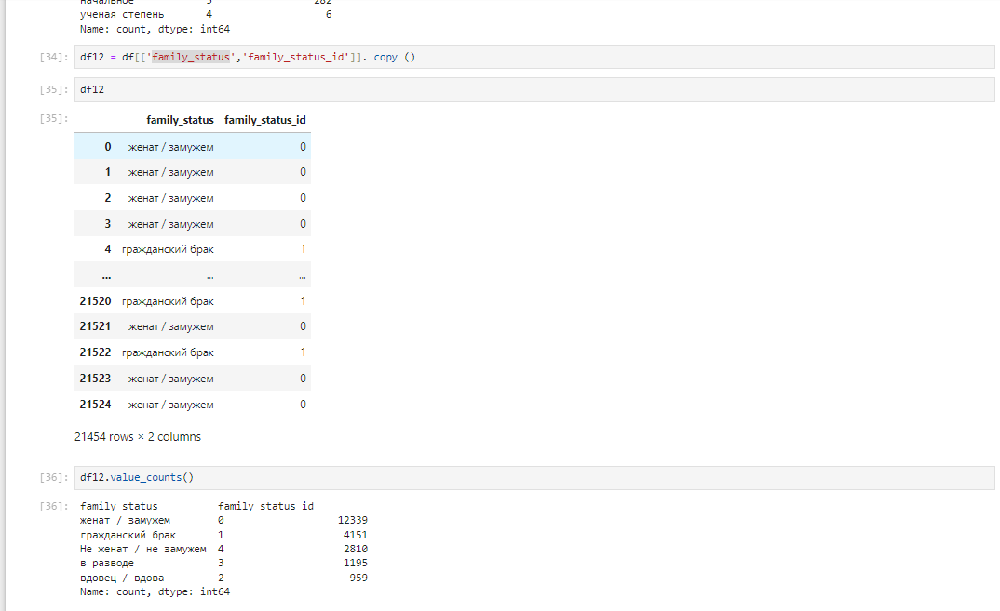 начальное 3 282
ученая степень 4 6
Name: count, dtype: int64
[34]: df12 = df[['family_status','family_status_id']]. copy ()
[35]: df12
[35]:
family_status family_status_id
0 женат / замужем 0
1 женат / замужем 0
2 женат / замужем 0
3 женат / замужем 0
4 гражданский брак 1
... ... ...
21520 гражданский брак 1
21521 женат / замужем 0
21522 гражданский брак 1
21523 женат / замужем 0
21524 женат / замужем 0
21454 rows × 2 columns
[36]: df12.value_counts()
[36]: family_status family_status_id
женат / замужем 0 12339
гражданский брак 1 4151
Не женат / не замужем 4 2810
в разводе 3 1195
вдовец / вдова 2 959
Name: count, dtype: int64